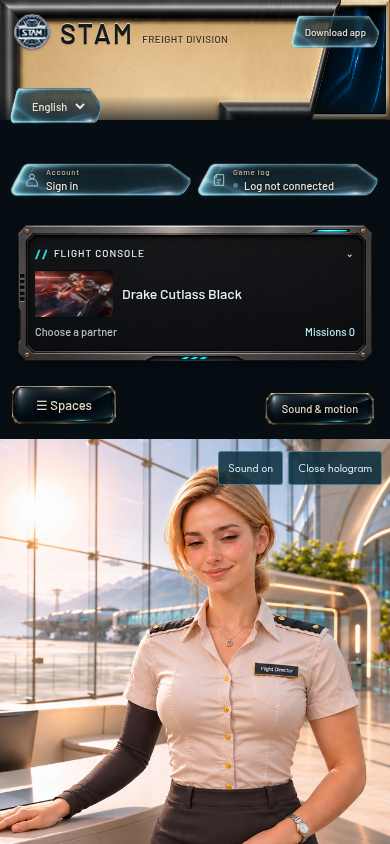 STAM
STAM FREIGHT DIVISION
Download app
English
Account
Sign in
Game log
Log not connected
// FLIGHT CONSOLE
Drake Cutlass Black
Choose a partner
Missions 0
☰ Spaces
Sound & motion
Sound on
Close hologram
Flight Director